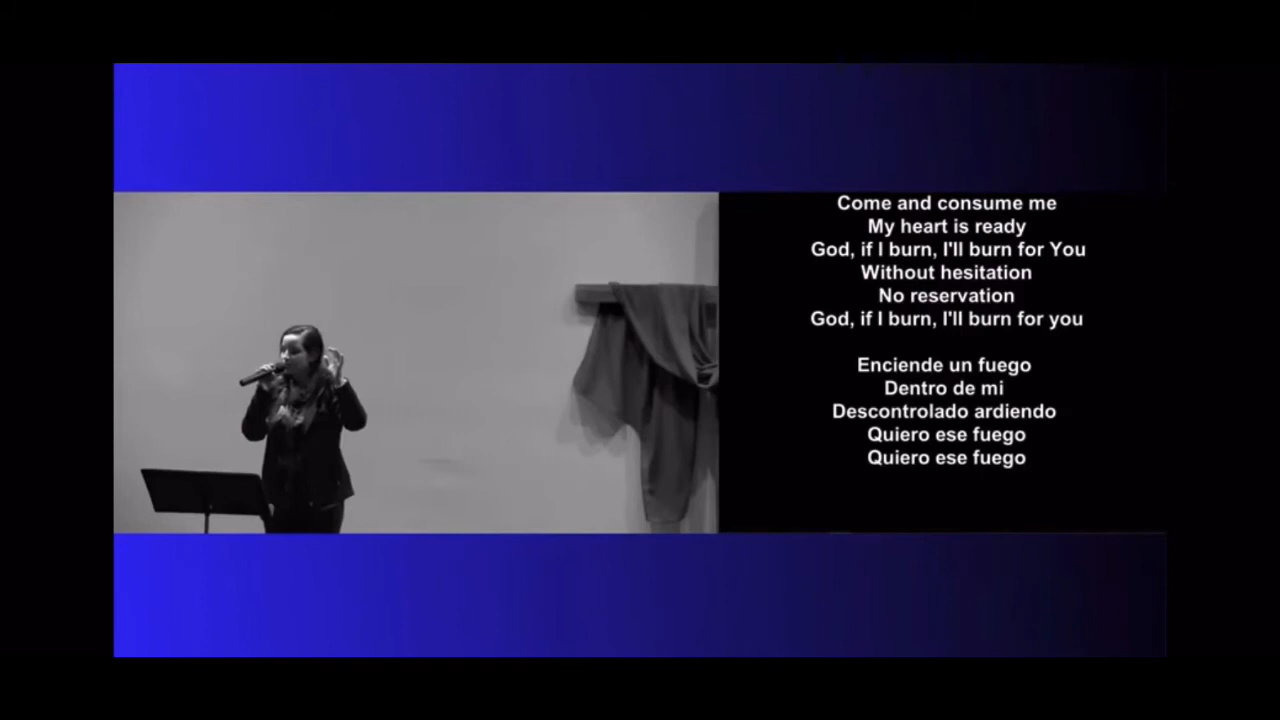 Come and consume me
My heart is ready
God, if I burn, I'll burn for You
Without hesitation
No reservation
God, if I burn, I'll burn for you
Enciende un fuego
Dentro de mi
Descontrolado ardiendo
Quiero ese fuego
Quiero ese fuego